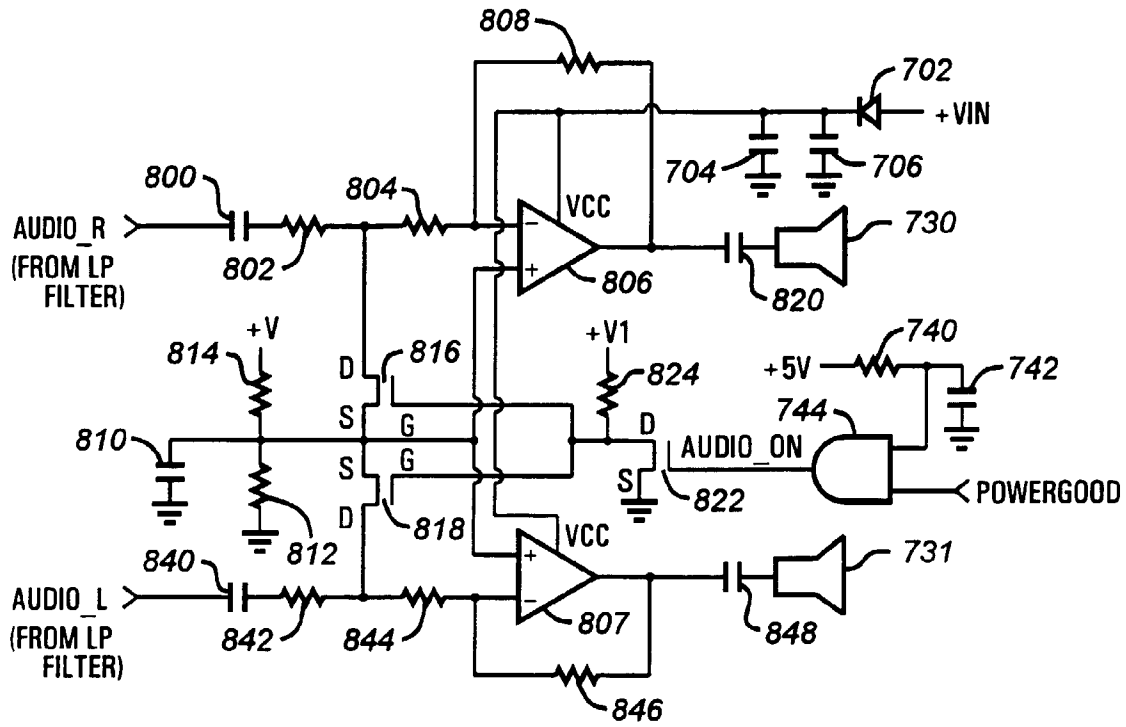 808
702
+VIN
704
706
800
804
VCC
730
AUDIO_R
(FROM LP
FILTER)
802
806
820
+V
814
816
+V1
824
740
+5V
742
744
D
S
G
810
D
AUDIO_ON
S
G
D
S
822
POWERGOOD
812
818
VCC
731
840
AUDIO_L
(FROM LP
FILTER)
842
844
807
848
846